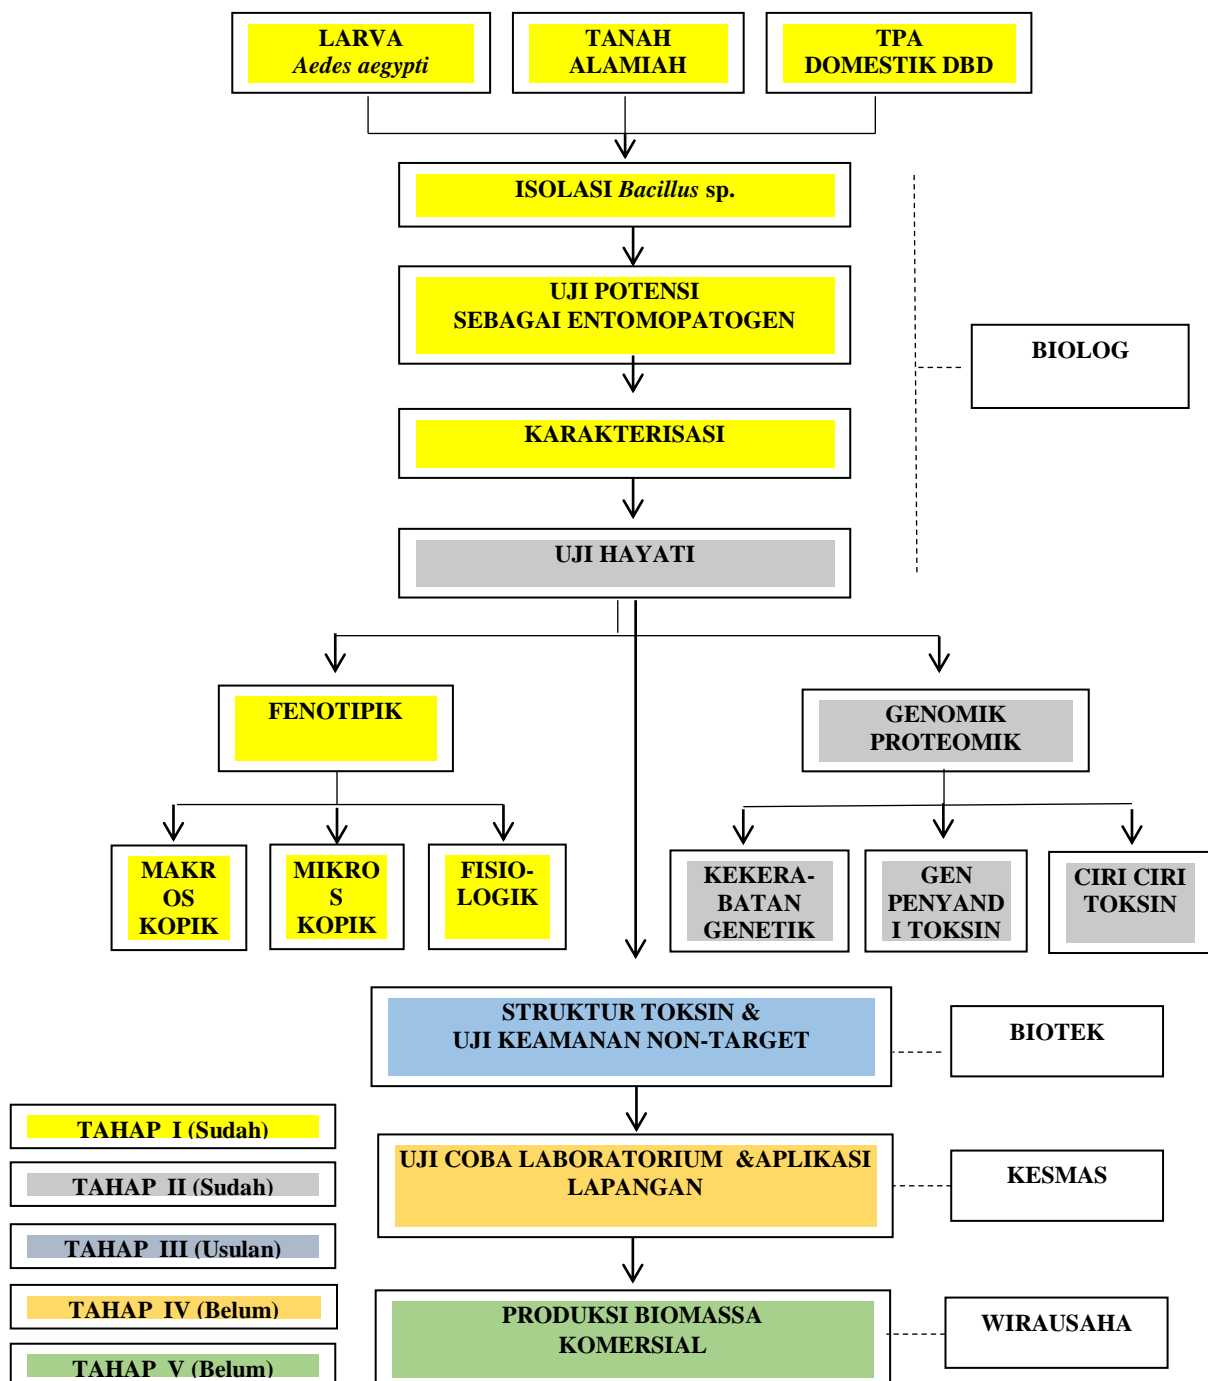 LARVA
Aedes aegypti
TANAH
ALAMIAH
TPA
DOMESTIK DBD
ISOLASI Bacillus sp.
UJI POTENSI
SEBAGAI ENTOMOPATOGEN
BIOLOG
KARAKTERISASI
UJI HAYATI
FENOTIPIK
GENOMIK
PROTEOMIK
MAKR
OS
KOPIK
MIKRO
S
KOPIK
FISIO-
LOGIK
KEKERA-
BATAN
GENETIK
GEN
PENYAND
I TOKSIN
CIRI CIRI
TOKSIN
STRUKTUR TOKSIN &
UJI KEAMANAN NON-TARGET
BIOTEK
UJI COBA LABORATORIUM &APLIKASI
LAPANGAN
KESMAS
PRODUKSI BIOMASSA
KOMERSIAL
WIRAUSAHA
TAHAP I (Sudah)
TAHAP II (Sudah)
TAHAP III (Usulan)
TAHAP IV (Belum)
TAHAP V (Belum)